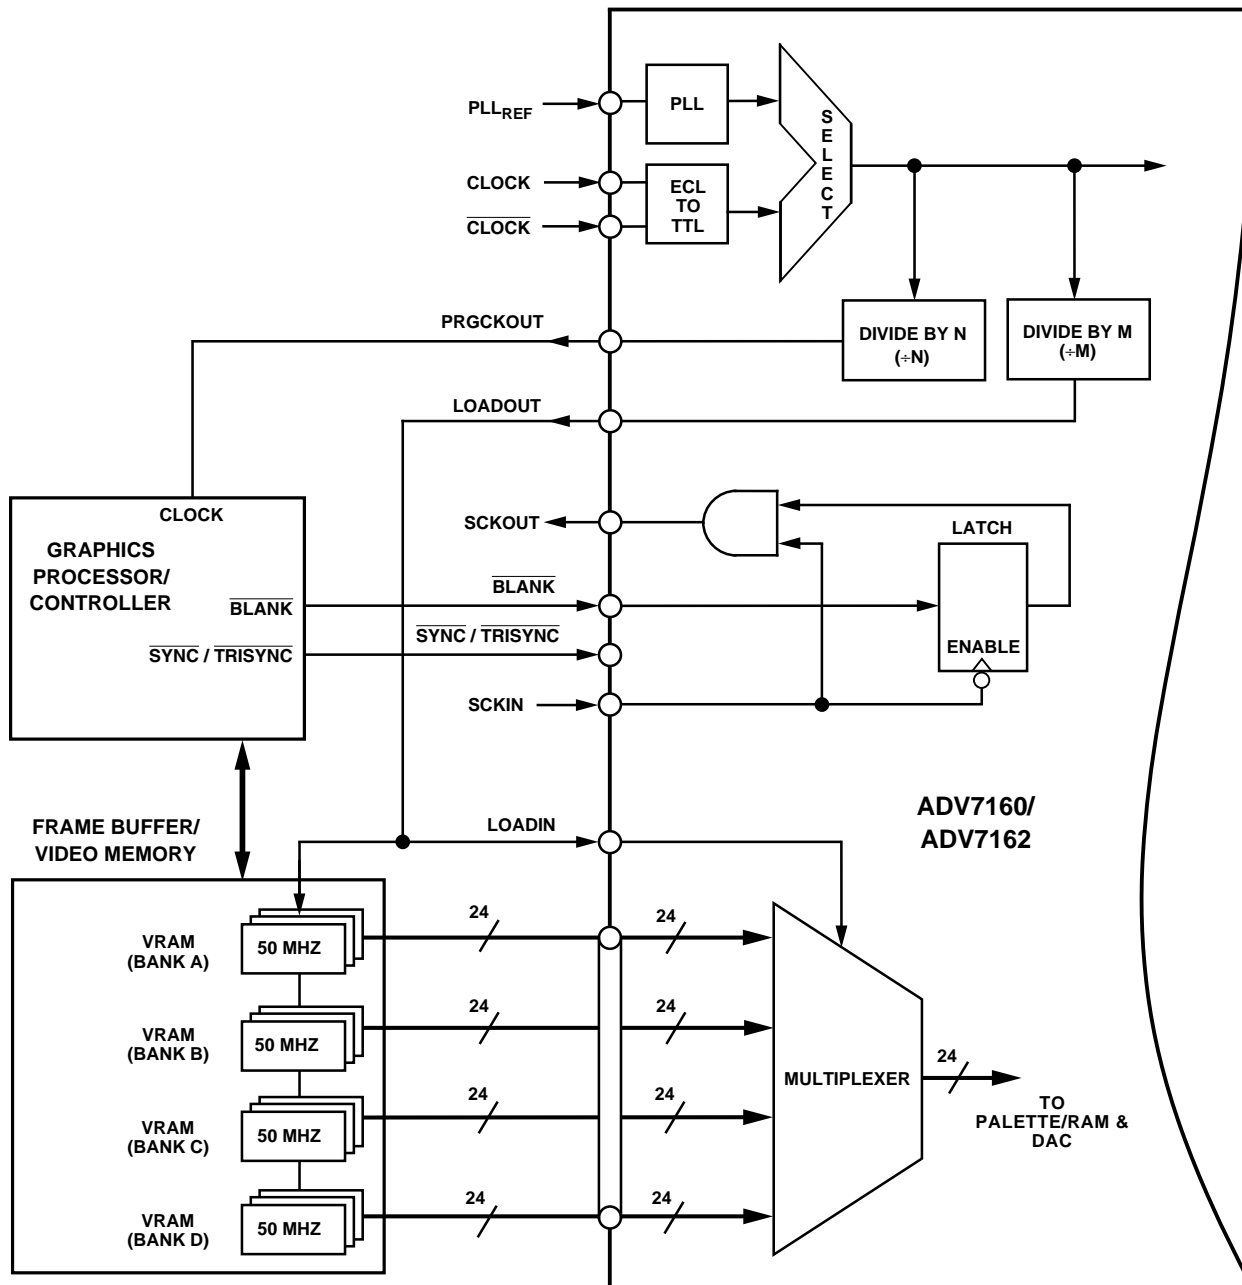 PLLREF
PLL
SELECT
CLOCK
CLOCK
ECL
TO
TTL
PRGCKOUT
DIVIDE BY N
(÷N)
DIVIDE BY M
(÷M)
LOADOUT
CLOCK
GRAPHICS
PROCESSOR/
CONTROLLER
BLANK
SYNC / TRISYNC
SCKOUT
LATCH
BLANK
SYNC / TRISYNC
ENABLE
SCKIN
ADV7160/
ADV7162
FRAME BUFFER/
VIDEO MEMORY
LOADIN
VRAM
(BANK A)
50 MHZ
24
24
VRAM
(BANK B)
50 MHZ
24
24
MULTIPLEXER
24
TO
PALETTE/RAM &
DAC
VRAM
(BANK C)
50 MHZ
24
24
VRAM
(BANK D)
50 MHZ
24
24